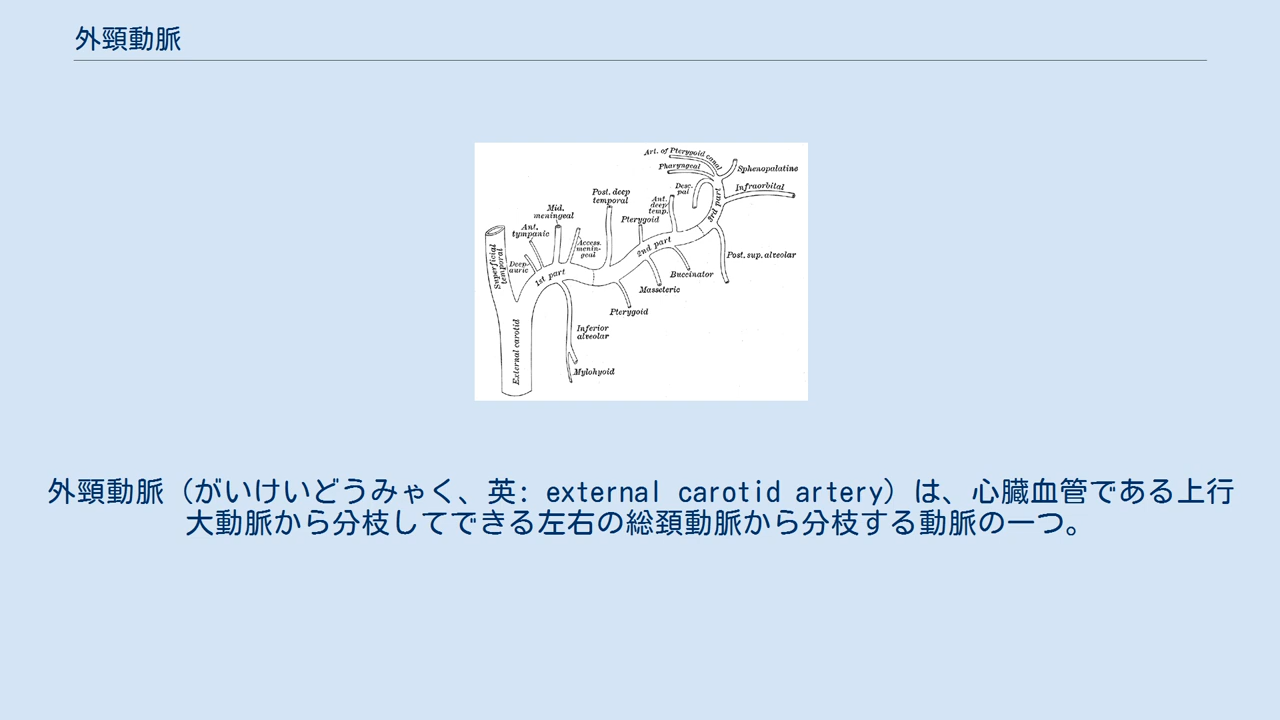 外頸動脈
Art. of Pterygoid canal
Pharyngeal
Sphenopalatine
Desc.
pal
Infraorbital
3rd part
Post. deep
temporal
Ant.
deep
temp.
Mid.
meningeal
Pterygoid
Ant.
tympanic
Access.
menin-
geal
2nd part
Superficial
temporal
Deep
auric.
1st part
Post. sup. alveolar
Buccinator
Masseteric
Pterygoid
Inferior
alveolar
External carotid
Mylohyoid
外頸動脈（がいけいどうみゃく、英: external carotid artery）は、心臓血管である上行
大動脈から分枝してできる左右の総頚動脈から分枝する動脈の一つ。